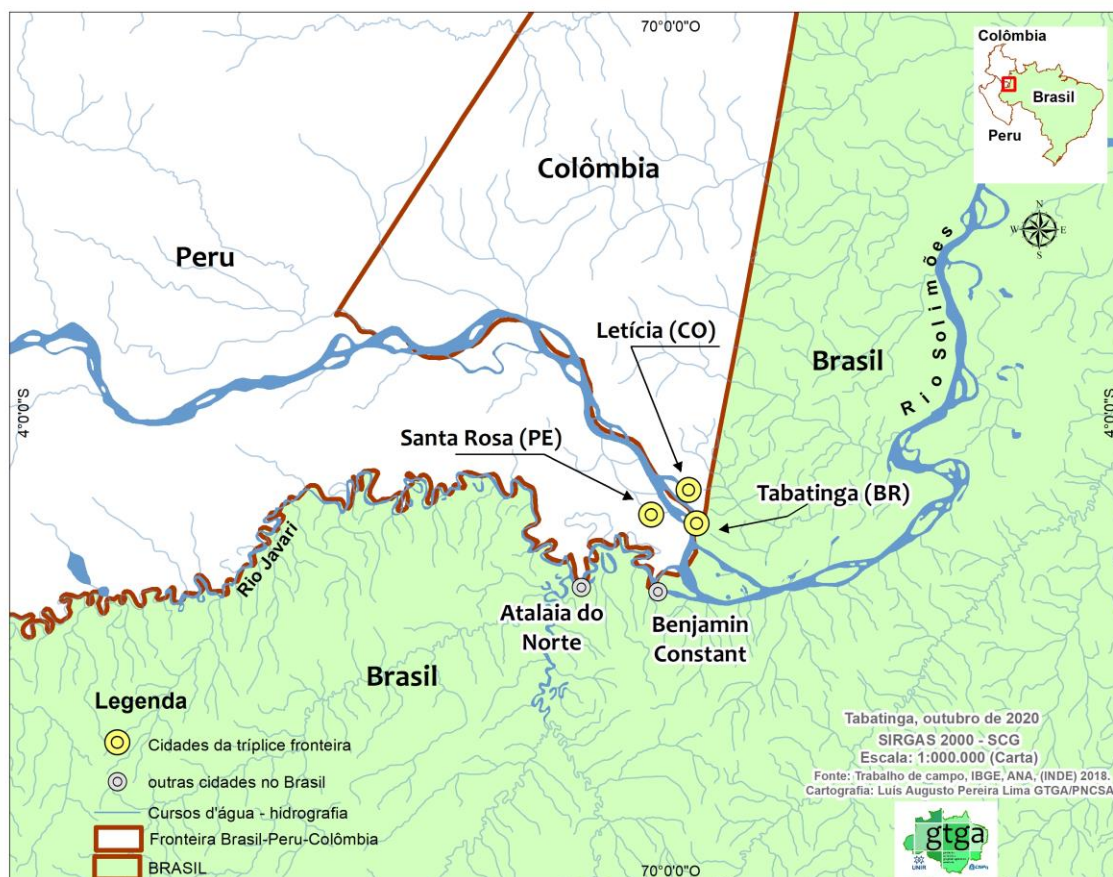 70°0'0"O
Colômbia
Brasil
Peru
N
W
E
S
Colômbia
Peru
Rio Solimões
Letícia (CO)
Brasil
4°0'0"S
4°0'0"S
Santa Rosa (PE)
Tabatinga (BR)
Rio Javari
Atalaia do
Norte
Benjamin
Constant
Brasil
Legenda
Cidades da tríplice fronteira
outras cidades no Brasil
Cursos d'água - hidrografia
Fronteira Brasil-Peru-Colômbia
BRASIL
Tabatinga, outubro de 2020
SIRGAS 2000 - SCG
Escala: 1:000.000 (Carta)
Fonte: Trabalho de campo, IBGE, ANA, (INDE) 2018.
Cartografia: Luís Augusto Pereira Lima GTGA/PNCSA
gtga
UNIR
70°0'0"O